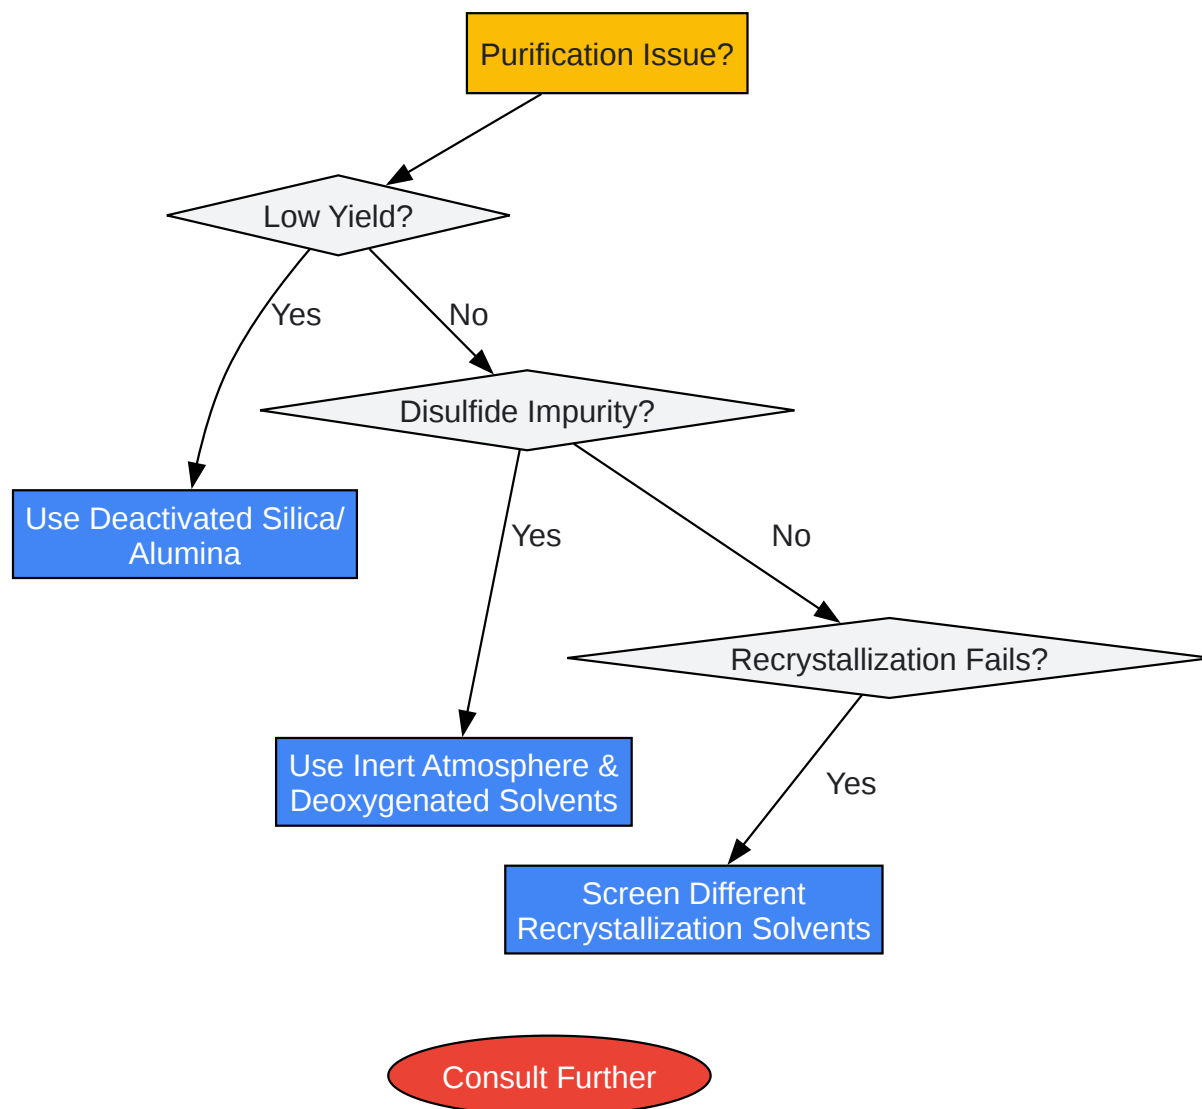 Purification Issue?
Low Yield?
Yes
No
Disulfide Impurity?
Use Deactivated Silica/
Alumina
Yes
No
Recrystallization Fails?
Use Inert Atmosphere &
Deoxygenated Solvents
Yes
Screen Different
Recrystallization Solvents
Consult Further